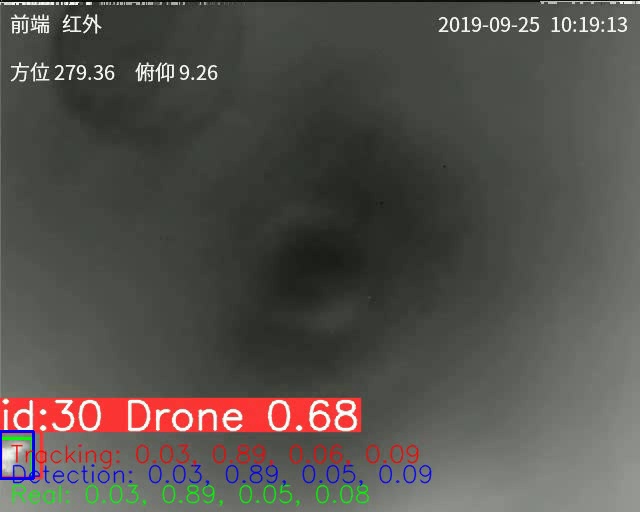 前端 红外 2019-09-25 10:19:13
方位 279.36 俯仰 9.26
id:30 Drone 0.68
Tracking: 0.03, 0.89, 0.06, 0.09
Detection: 0.03, 0.89, 0.05, 0.09
Real: 0.03, 0.89, 0.05, 0.08